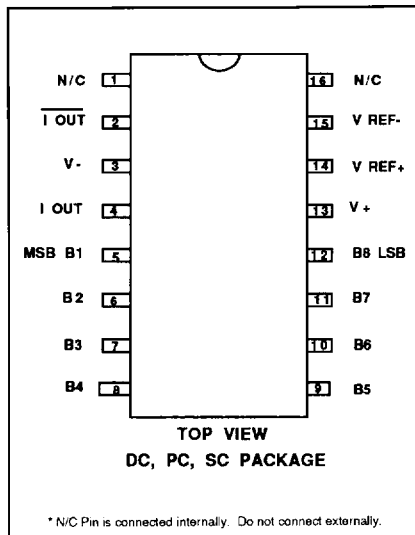 N/C 1 16 N/C
I OUT 2 15 V REF-
V- 3 14 V REF+
I OUT 4 13 V+
MSB B1 5 12 B8 LSB
B2 6 11 B7
B3 7 10 B6
B4 8 9 B5
TOP VIEW
DC, PC, SC PACKAGE
* N/C Pin is connected internally. Do not connect externally.